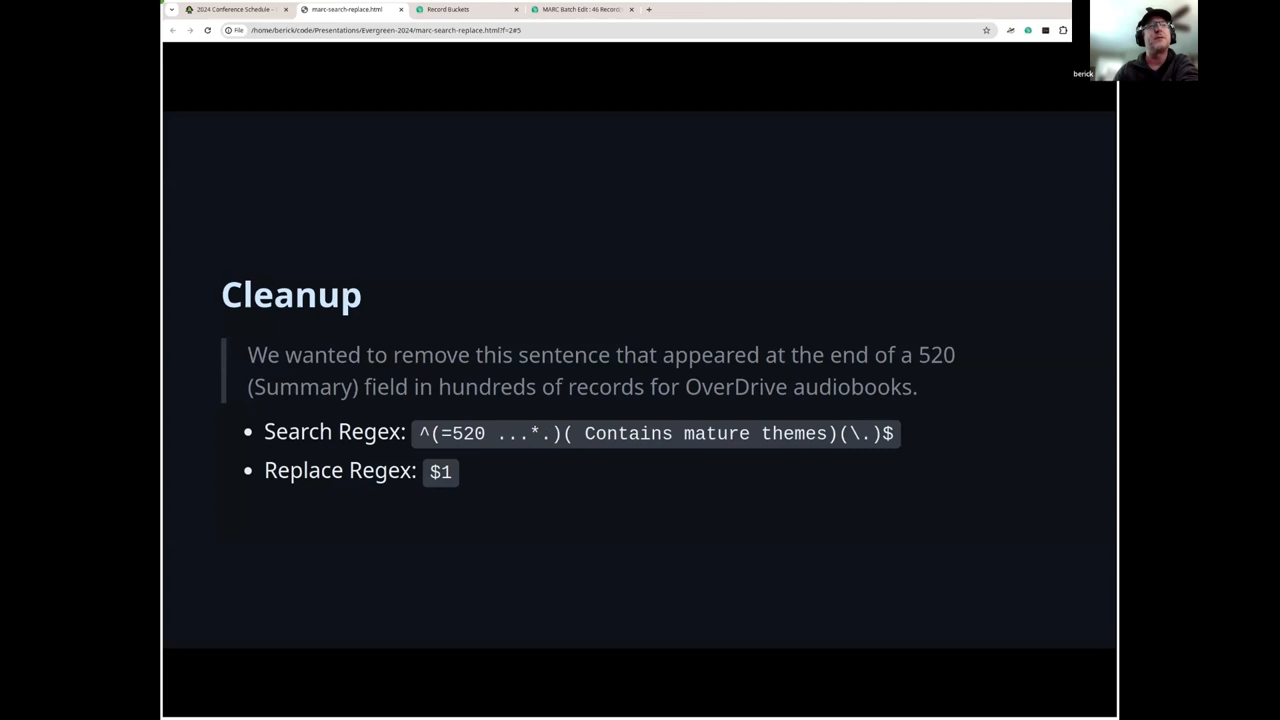 2024 Conference Schedule -
marc-search-replace.html
Record Buckets
MARC Batch Edit : 46 Record
File
/home/berick/code/Presentations/Evergreen-2024/marc-search-replace.html?f=2#5
berick
Cleanup
We wanted to remove this sentence that appeared at the end of a 520
(Summary) field in hundreds of records for OverDrive audiobooks.
• Search Regex: ^(=520 ...*.)( Contains mature themes)(\.)$
• Replace Regex: $1